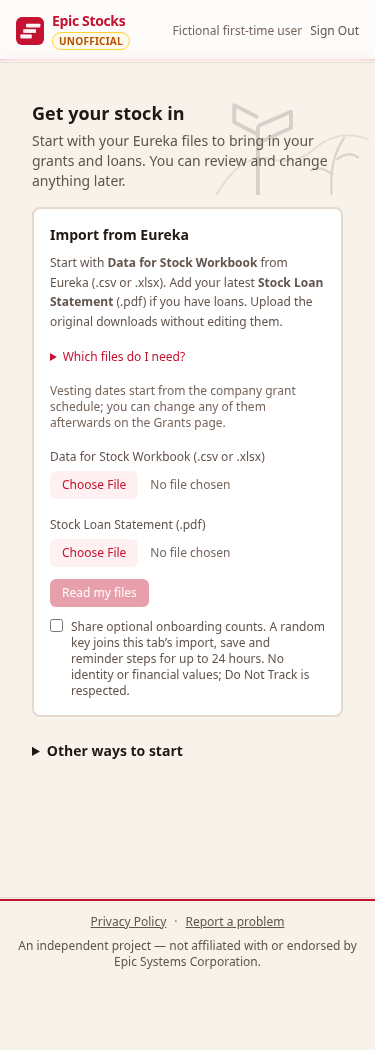 Epic Stocks
UNOFFICIAL
Fictional first-time user
Sign Out
Get your stock in
Start with your Eureka files to bring in your
grants and loans. You can review and change
anything later.
Import from Eureka
Start with Data for Stock Workbook from
Eureka (.csv or .xlsx). Add your latest Stock Loan
Statement (.pdf) if you have loans. Upload the
original downloads without editing them.
Which files do I need?
Vesting dates start from the company grant
schedule; you can change any of them
afterwards on the Grants page.
Data for Stock Workbook (.csv or .xlsx)
Choose File No file chosen
Stock Loan Statement (.pdf)
Choose File No file chosen
Read my files
Share optional onboarding counts. A random
key joins this tab’s import, save and
reminder steps for up to 24 hours. No
identity or financial values; Do Not Track is
respected.
Other ways to start
Privacy Policy · Report a problem
An independent project — not affiliated with or endorsed by
Epic Systems Corporation.